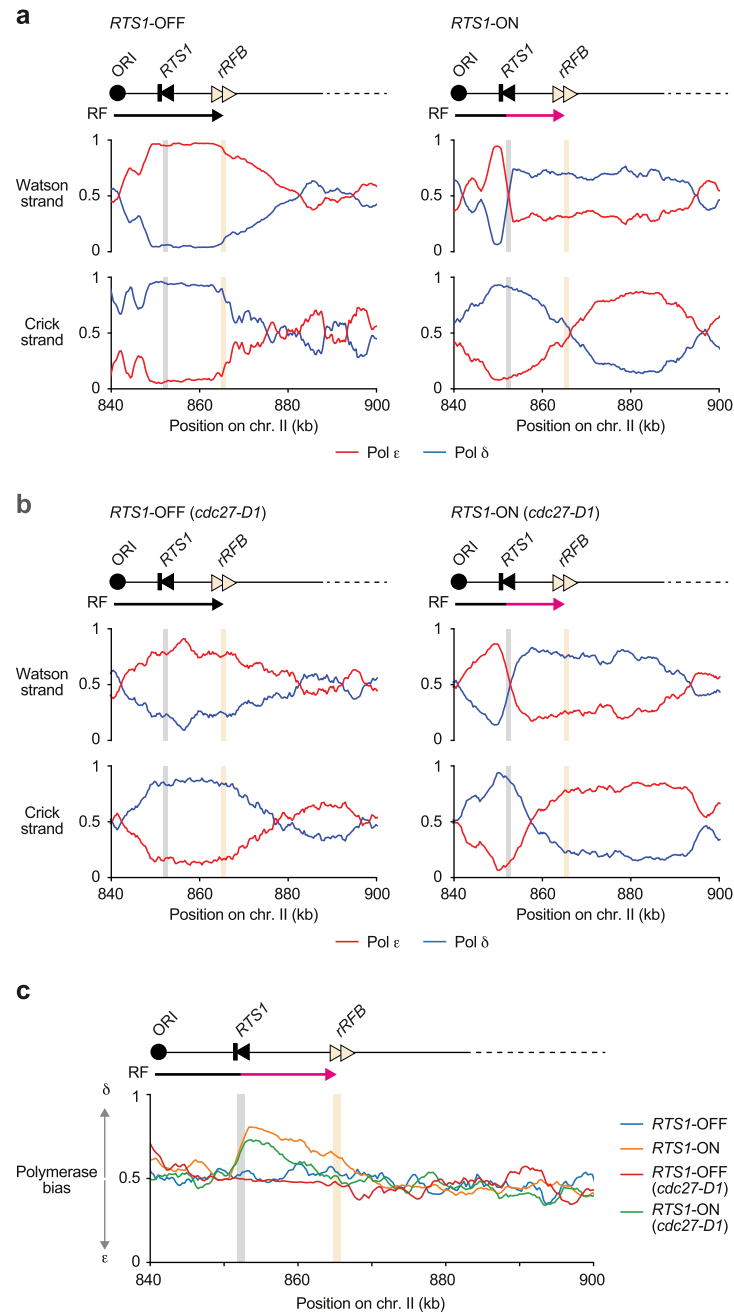 a
RTS1-OFF
RTS1-ON
ORI RTS1 rRFB
ORI RTS1 rRFB
RF
RF
Watson strand
1
0.5
0
1
0.5
0
Crick strand
1
0.5
0
1
0.5
0
840 860 880 900
840 860 880 900
Position on chr. II (kb)
Position on chr. II (kb)
Pol ε Pol δ
b
RTS1-OFF (cdc27-D1)
RTS1-ON (cdc27-D1)
ORI RTS1 rRFB
ORI RTS1 rRFB
RF
RF
Watson strand
1
0.5
0
1
0.5
0
Crick strand
1
0.5
0
1
0.5
0
840 860 880 900
840 860 880 900
Position on chr. II (kb)
Position on chr. II (kb)
Pol ε Pol δ
c
ORI RTS1 rRFB
RF
δ
Polymerase bias
ε
1
0.5
0
840 860 880 900
Position on chr. II (kb)
RTS1-OFF
RTS1-ON
RTS1-OFF
(cdc27-D1)
RTS1-ON
(cdc27-D1)